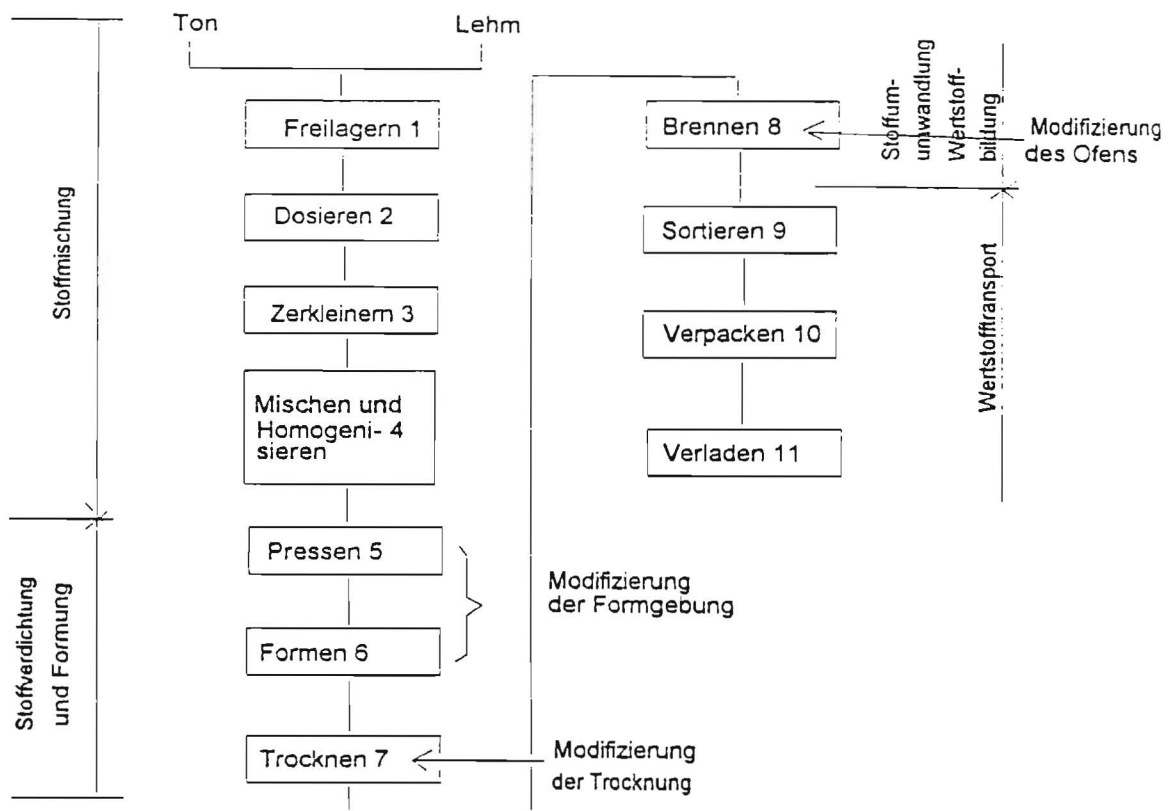 Ton
Lehm
Freilagern 1
Dosieren 2
Zerkleinern 3
Mischen und
Homogeni- 4
sieren
Pressen 5
Formen 6
Trocknen 7
Stoffmischung
Stoffverdichtung
und Formung
Modifizierung
der Formgebung
Modifizierung
der Trocknung
Brennen 8
Sortieren 9
Verpacken 10
Verladen 11
Stoffum-
umwandlung
Wertstoff-
bildung
Modifizierung
des Ofens
Wertstofftransport